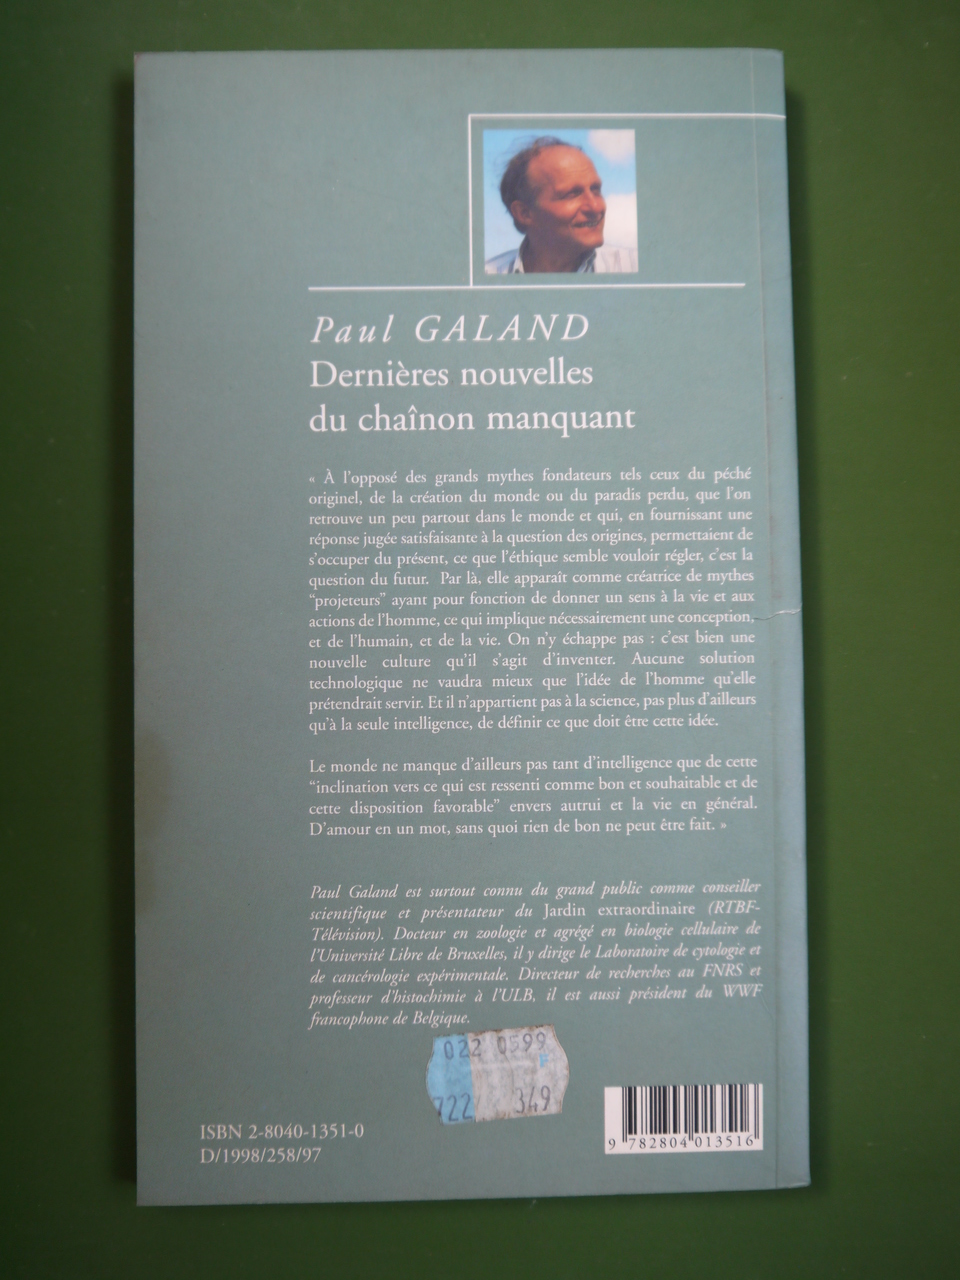 Paul GALAND
Dernières nouvelles
du chaînon manquant
« À l'opposé des grands mythes fondateurs tels ceux du péché
originel, de la création du monde ou du paradis perdu, que l'on
retrouve un peu partout dans le monde et qui, en fournissant une
réponse jugée satisfaisante à la question des origines, permettaient de
s'occuper du présent, ce que l'éthique semble vouloir régler, c'est la
question du futur. Par là, elle apparaît comme créatrice de mythes
"projeteurs" ayant pour fonction de donner un sens à la vie et aux
actions de l'homme, ce qui implique nécessairement une conception,
et de l'humain, et de la vie. On n'y échappe pas : c'est bien une
nouvelle culture qu'il s'agit d'inventer. Aucune solution
technologique ne vaudra mieux que l'idée de l'homme qu'elle
prétendrait servir. Et il n'appartient pas à la science, pas plus d'ailleurs
qu'à la seule intelligence, de définir ce que doit être cette idée.
Le monde ne manque d'ailleurs pas tant d'intelligence que de cette
"inclination vers ce qui est ressenti comme bon et souhaitable et de
cette disposition favorable" envers autrui et la vie en général.
D'amour en un mot, sans quoi rien de bon ne peut être fait. »
Paul Galand est surtout connu du grand public comme conseiller
scientifique et présentateur du Jardin extraordinaire (RTBF-
Télévision). Docteur en zoologie et agrégé en biologie cellulaire de
l'Université Libre de Bruxelles, il y dirige le Laboratoire de cytologie et
de cancérologie expérimentale. Directeur de recherches au FNRS et
professeur d'histochimie à l'ULB, il est aussi président du WWF
francophone de Belgique.
022 0599
F
722 349
ISBN 2-8040-1351-0
D/1998/258/97
9 782804 013516